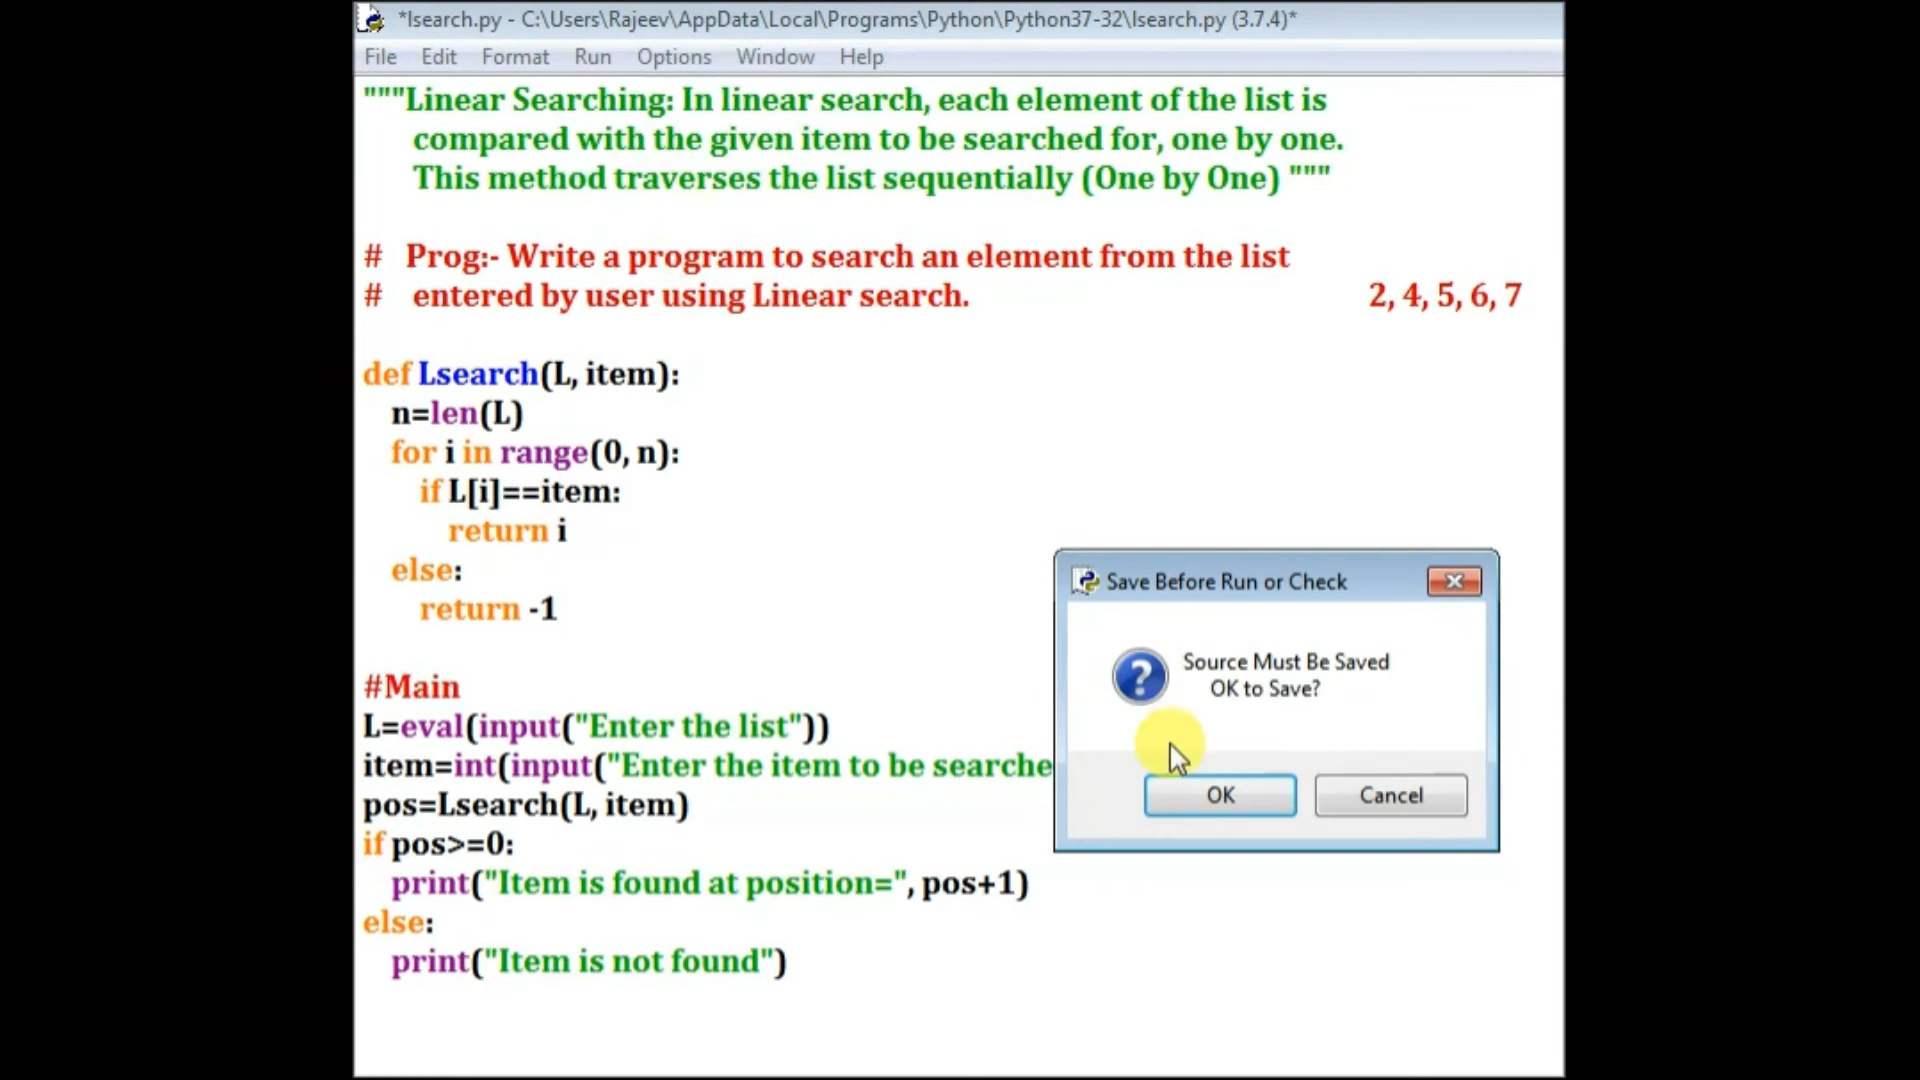 *lsearch.py - C:\Users\Rajeev\AppData\Local\Programs\Python\Python37-32\lsearch.py (3.7.4)*
File Edit Format Run Options Window Help
"""Linear Searching: In linear search, each element of the list is
compared with the given item to be searched for, one by one.
This method traverses the list sequentially (One by One) """
# Prog:- Write a program to search an element from the list
# entered by user using Linear search. 2, 4, 5, 6, 7
def Lsearch(L, item):
n=len(L)
for i in range(0, n):
if L[i]==item:
return i
else:
return -1
#Main
L=eval(input("Enter the list"))
item=int(input("Enter the item to be searche
pos=Lsearch(L, item)
if pos>=0:
print("Item is found at position=", pos+1)
else:
print("Item is not found")
Save Before Run or Check
Source Must Be Saved
OK to Save?
OK Cancel